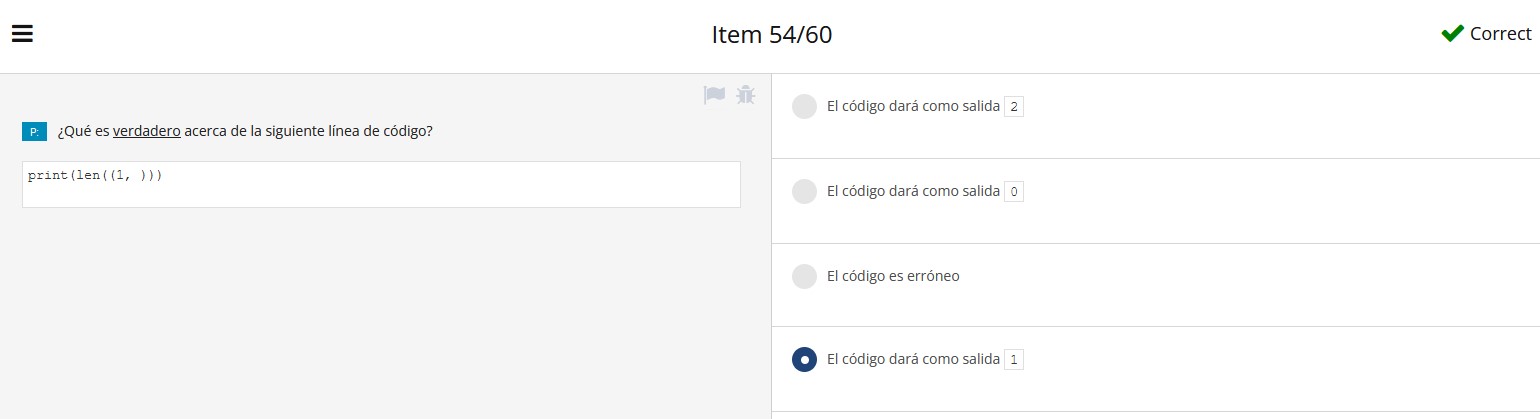 Item 54/60
Correct
P: ¿Qué es verdadero acerca de la siguiente línea de código?
print(len((1, )))
El código dará como salida 2
El código dará como salida 0
El código es erróneo
El código dará como salida 1